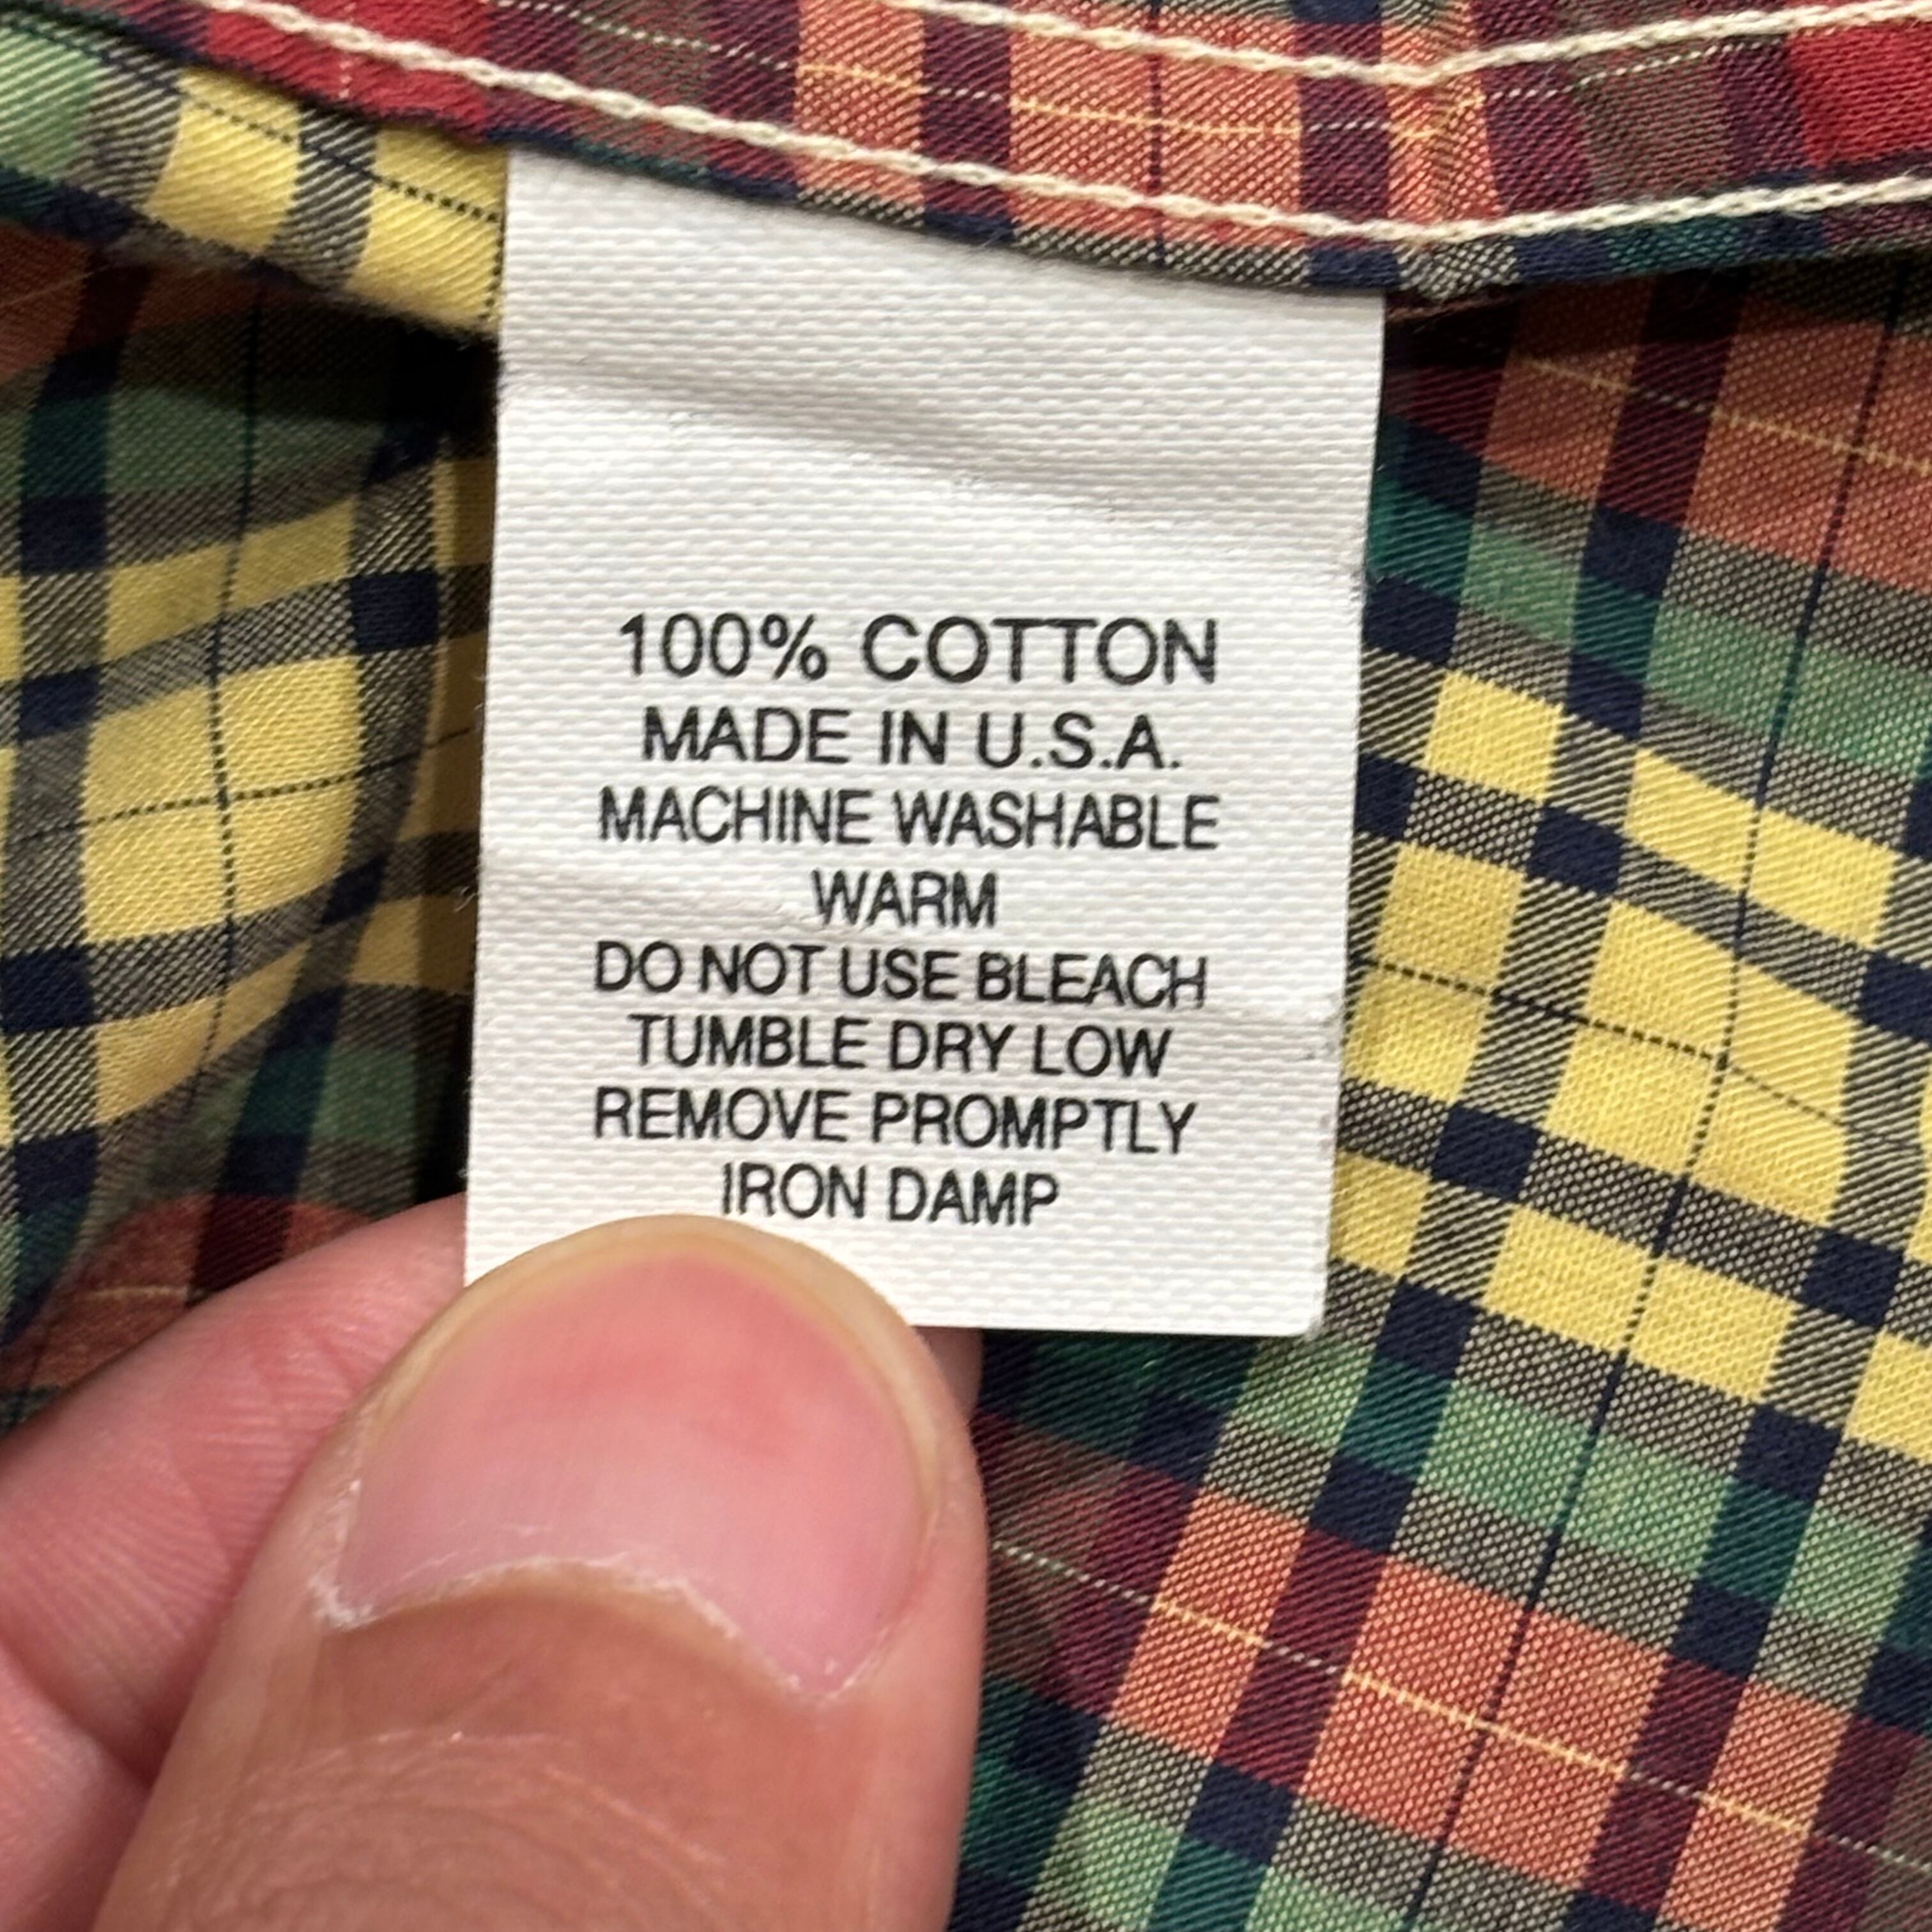 100% COTTON
MADE IN U.S.A.
MACHINE WASHABLE
WARM
DO NOT USE BLEACH
TUMBLE DRY LOW
REMOVE PROMPTLY
IRON DAMP